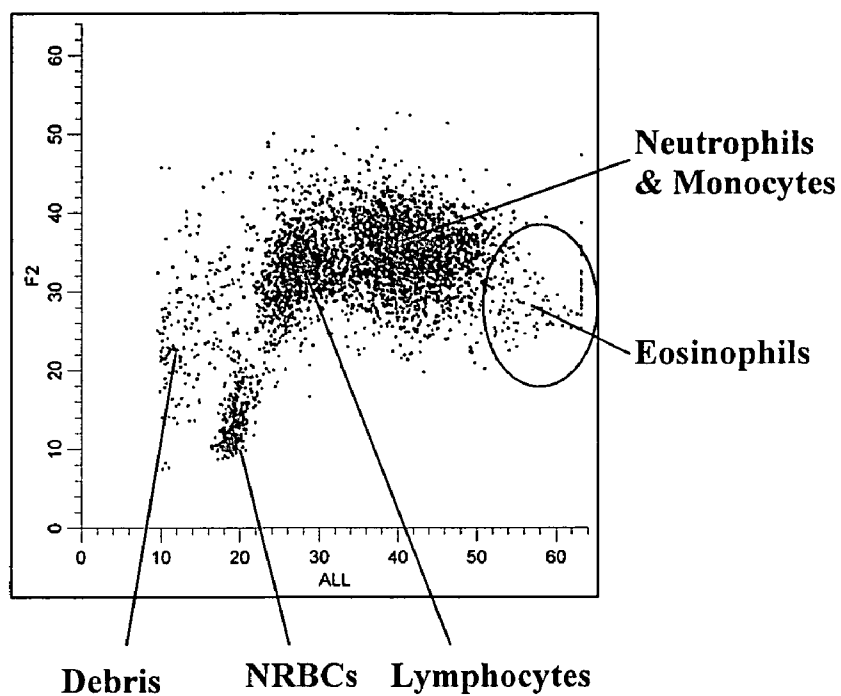 60
50
40
30
20
10
0
F2
0 10 20 30 40 50 60
ALL
Neutrophils
& Monocytes
Eosinophils
Debris NRBCs Lymphocytes